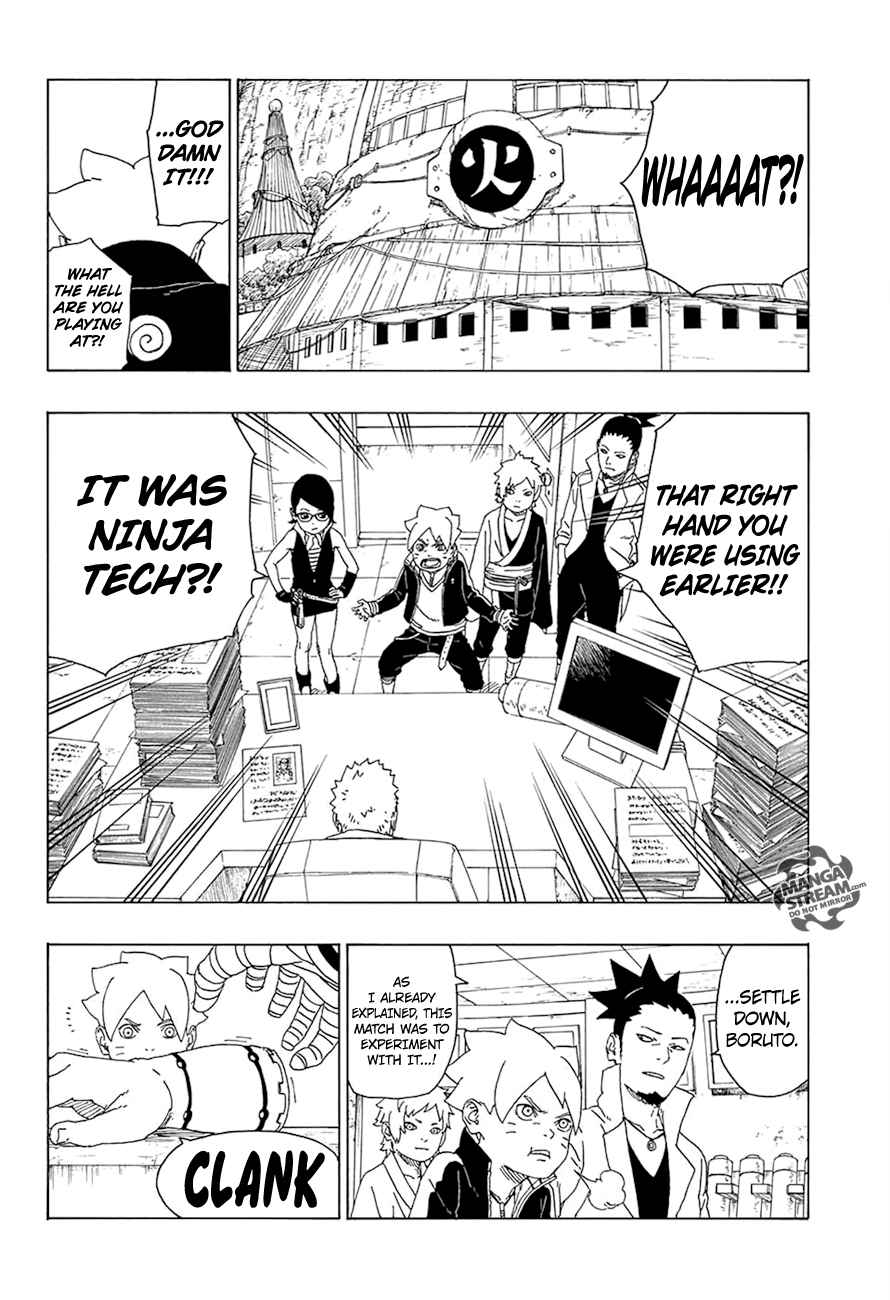 WHAAAAT?!
火
...GOD
DAMN
IT!!!
WHAT
THE HELL
ARE YOU
PLAYING
AT?!
THAT RIGHT
HAND YOU
WERE USING
EARLIER!!
IT WAS
NINJA
TECH?!
MANGA
STREAM.com
DO NOT MIRROR
...SETTLE
DOWN,
BORUTO.
AS
I ALREADY
EXPLAINED, THIS
MATCH WAS TO
EXPERIMENT
WITH IT...!
CLANK